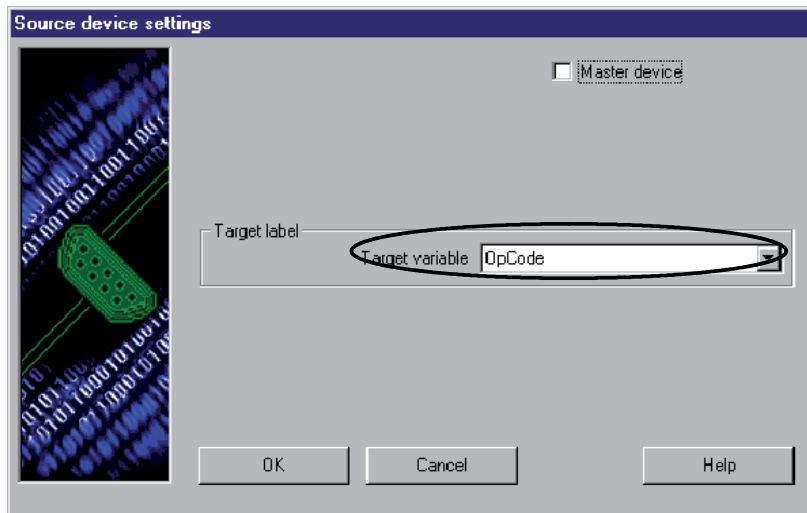 Source device settings
Master device
Target label
Target variable OpCode
OK Cancel Help